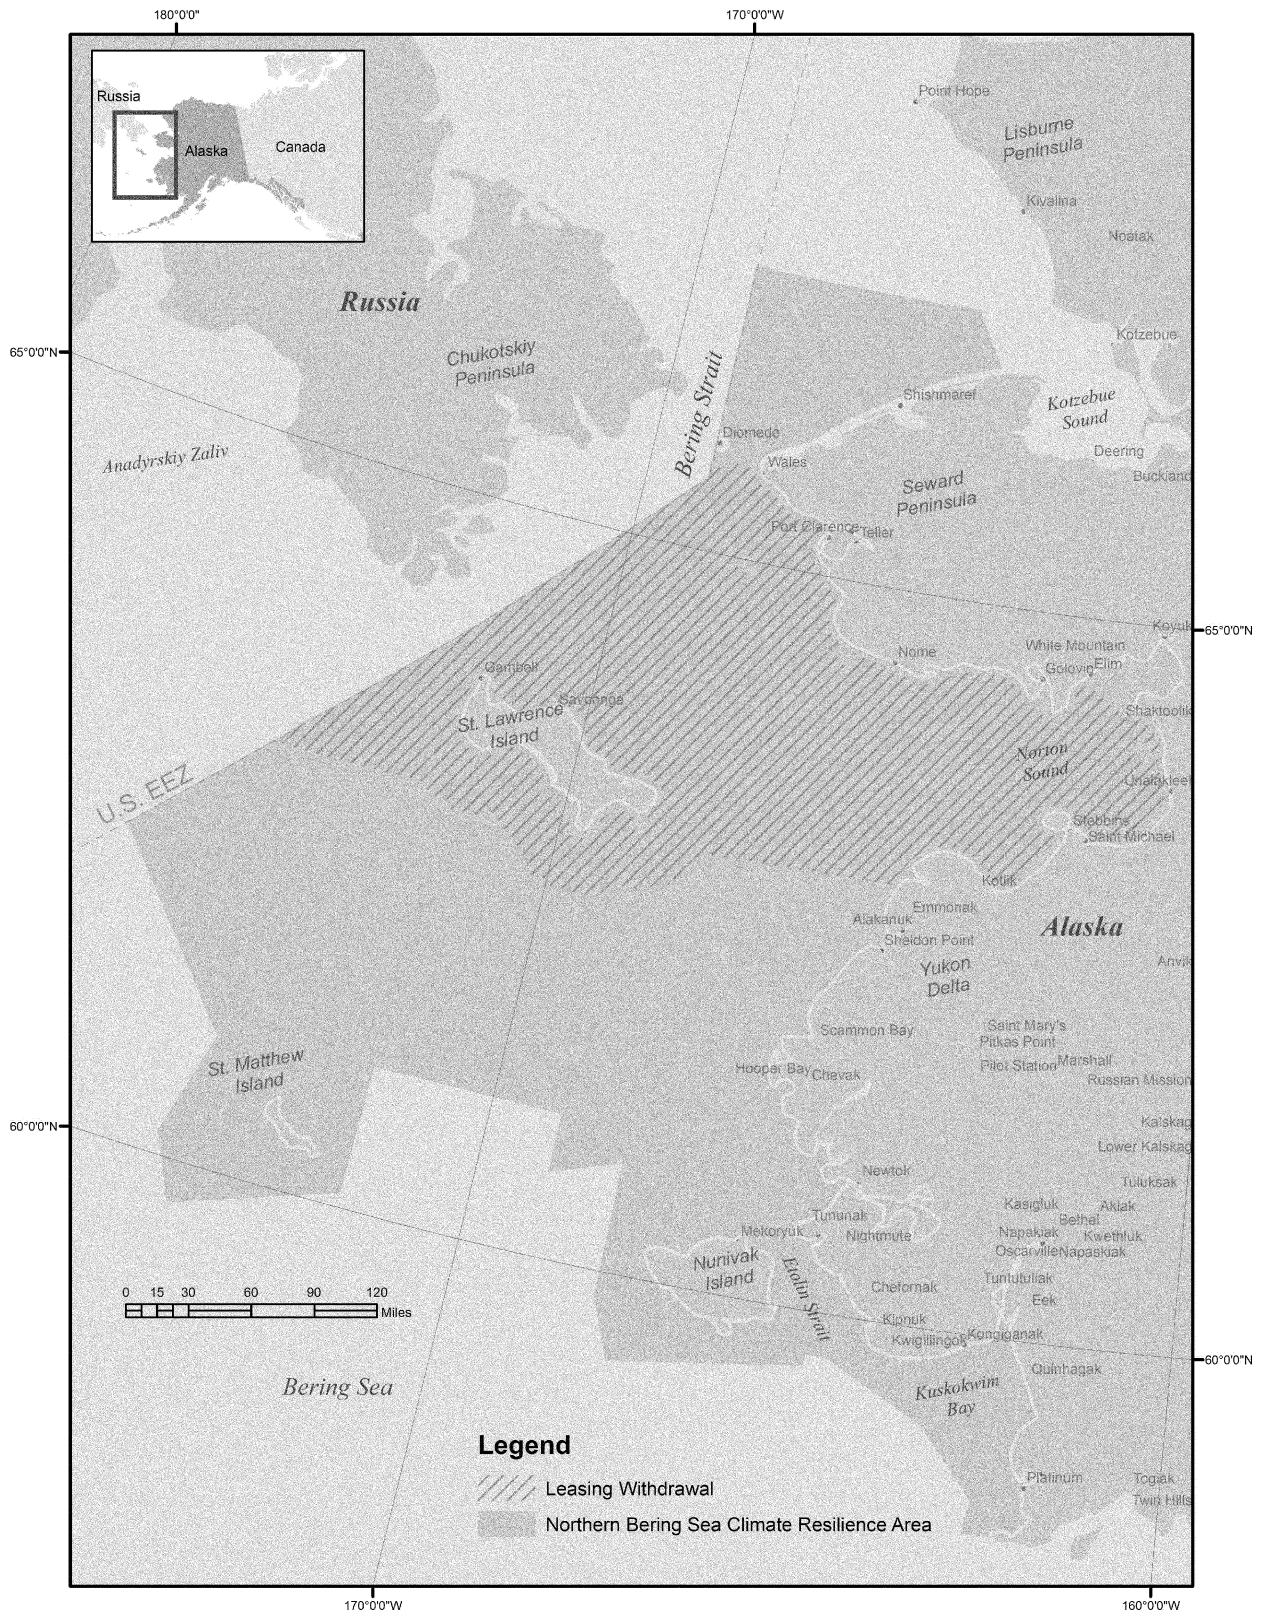 180°0'0"
170°0'0"W
Russia
Alaska
Canada
Point Hope
Lisburne
Peninsula
Kivalina
Noatak
Russia
65°0'0"N
Chukotskiy
Peninsula
Bering Strait
Kotzebue
Shishmaref
Kotzebue
Sound
Diomede
Anadyrskiy Zaliv
Wales
Deering
Buckland
Seward
Peninsula
Port Clarence
Teller
65°0'0"N
Koyuk
White Mountain
Nome
Golovin
Elim
Gambell
Savoonga
St. Lawrence
Island
Shaktoolik
Norton
Sound
U.S. EEZ
Unalakleet
Stebbins
Saint Michael
Kotlik
Emmonak
Alakanuk
Alaska
Sheldon Point
Yukon
Delta
Anvik
Scammon Bay
Saint Mary's
Pitkas Point
St. Matthew
Island
Hooper Bay
Chevak
Pilot Station
Marshall
Russian Mission
60°0'0"N
Kalskag
Lower Kalskag
Newtok
Tuluksak
Kasigluk
Akiak
Tununak
Bethel
Mekoryuk
Nightmute
Napakiak
Kwethluk
Oscarville
Napaskiak
Nunivak
Island
Etolin Strait
Chefornak
Tuntutuliak
Eek
0 15 30 60 90 120
Miles
Kipnuk
Kwigillingok
Kongiganak
60°0'0"N
Quinhagak
Bering Sea
Kuskokwim
Bay
Legend
Platinum
Togiak
Leasing Withdrawal
Twin Hills
Northern Bering Sea Climate Resilience Area
170°0'0"W
160°0'0"W